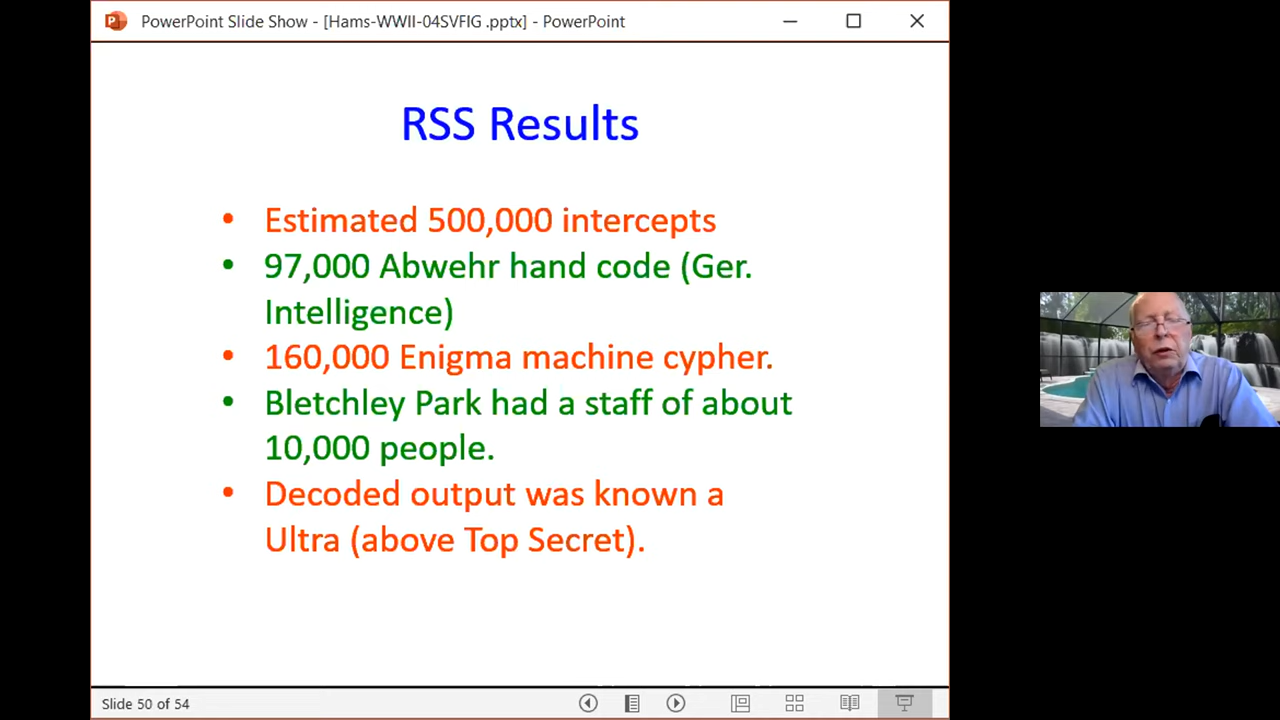 PowerPoint Slide Show - [Hams-WWII-04SVFIG .pptx] - PowerPoint
RSS Results
• Estimated 500,000 intercepts
• 97,000 Abwehr hand code (Ger.
Intelligence)
• 160,000 Enigma machine cypher.
• Bletchley Park had a staff of about
10,000 people.
• Decoded output was known a
Ultra (above Top Secret).
Slide 50 of 54